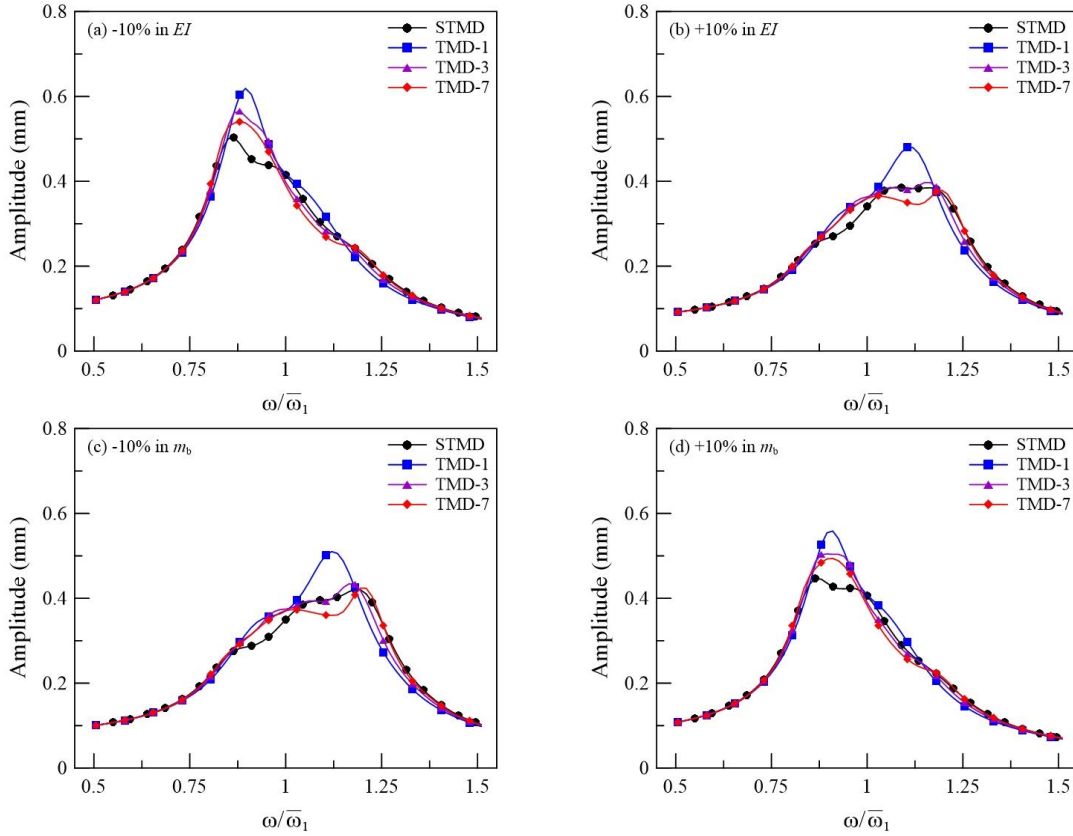 (a) -10% in EI
STMD
TMD-1
TMD-3
TMD-7
Amplitude (mm)
0.8
0.6
0.4
0.2
0
0.5 0.75 1 1.25 1.5
ω/ω̅₁
(b) +10% in EI
STMD
TMD-1
TMD-3
TMD-7
Amplitude (mm)
0.8
0.6
0.4
0.2
0
0.5 0.75 1 1.25 1.5
ω/ω̅₁
(c) -10% in m_b
STMD
TMD-1
TMD-3
TMD-7
Amplitude (mm)
0.8
0.6
0.4
0.2
0
0.5 0.75 1 1.25 1.5
ω/ω̅₁
(d) +10% in m_b
STMD
TMD-1
TMD-3
TMD-7
Amplitude (mm)
0.8
0.6
0.4
0.2
0
0.5 0.75 1 1.25 1.5
ω/ω̅₁